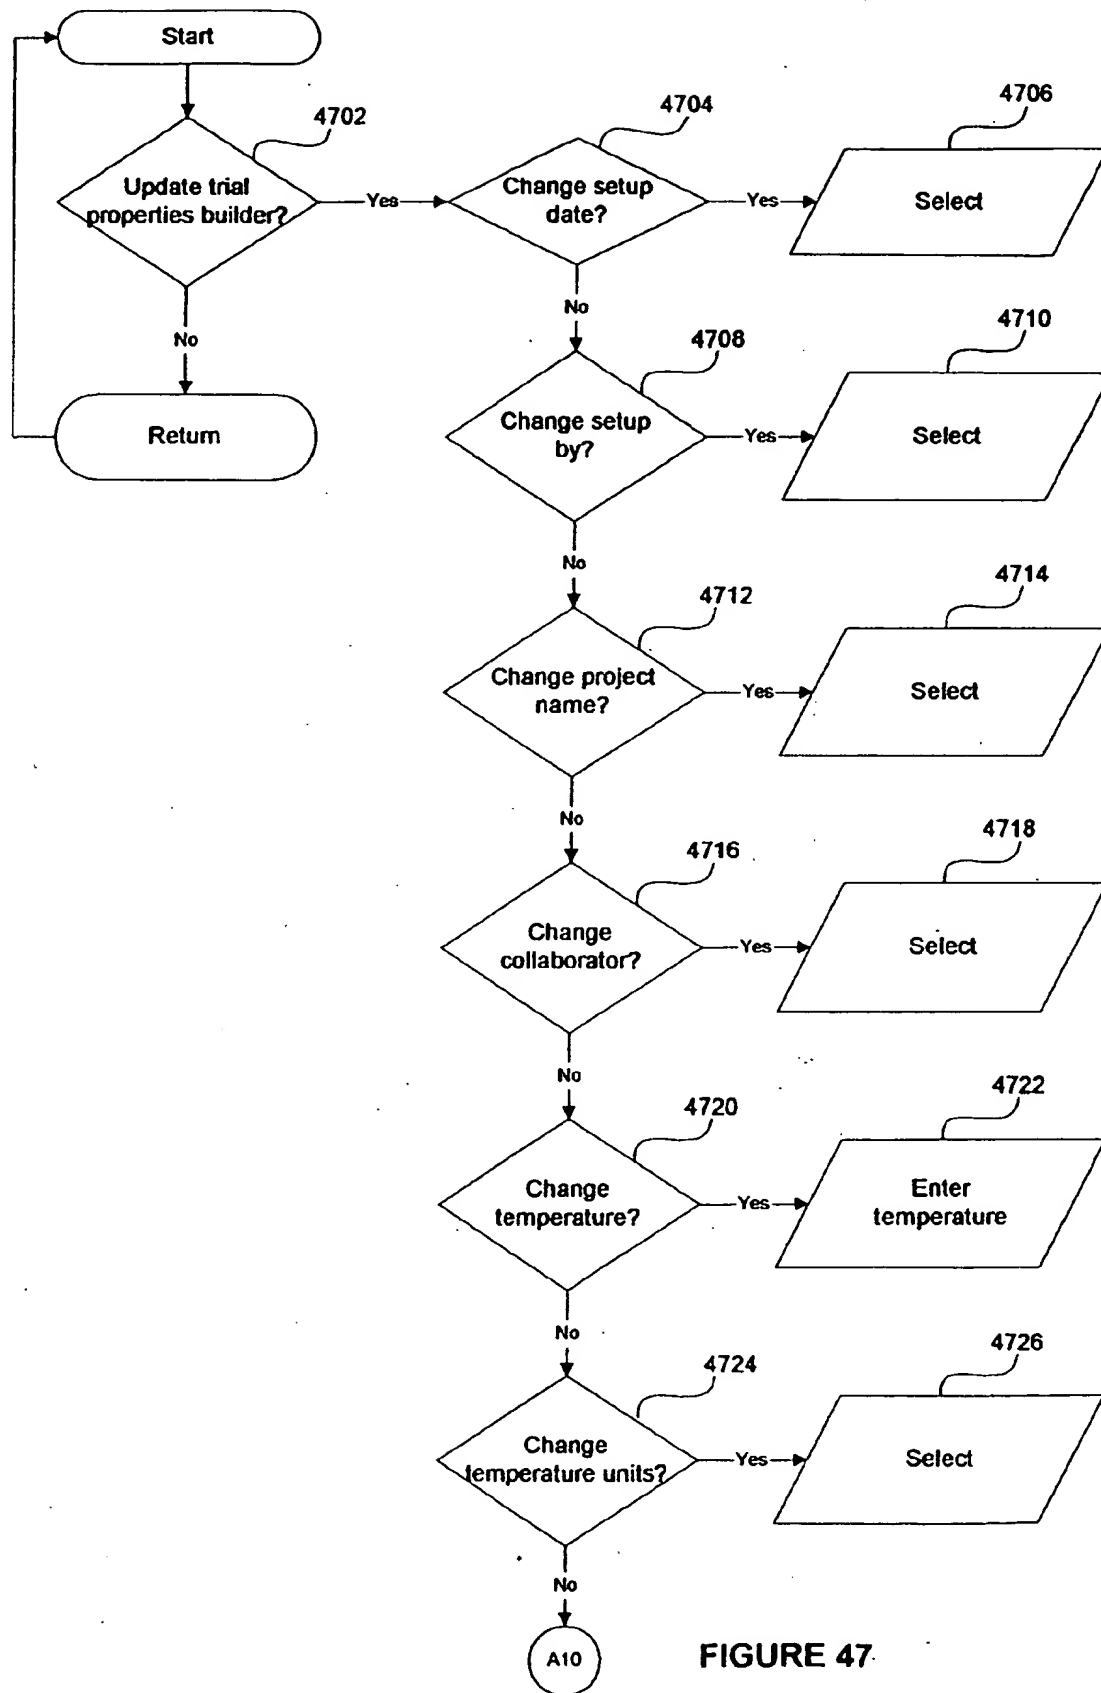 Start
4702
Update trial
properties builder?
Yes
No
Return
4704
Change setup
date?
Yes
4706
Select
No
4708
Change setup
by?
Yes
4710
Select
No
4712
Change project
name?
Yes
4714
Select
No
4716
Change
collaborator?
Yes
4718
Select
No
4720
Change
temperature?
Yes
4722
Enter
temperature
No
4724
Change
temperature units?
Yes
4726
Select
No
A10
FIGURE 47